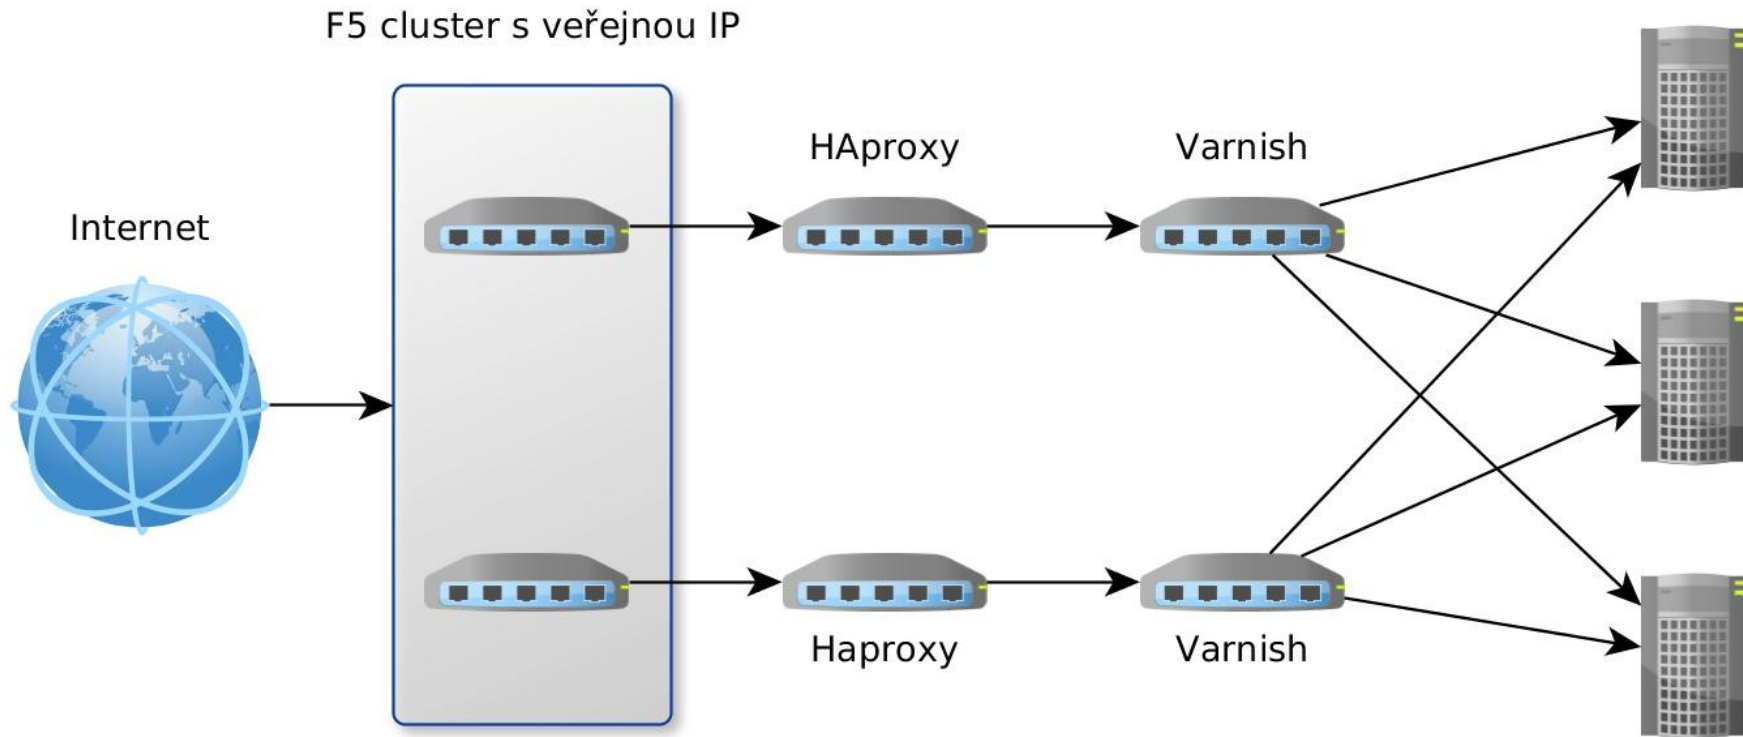 F5 cluster s veřejnou IP
HAproxy
Varnish
Internet
Haproxy
Varnish